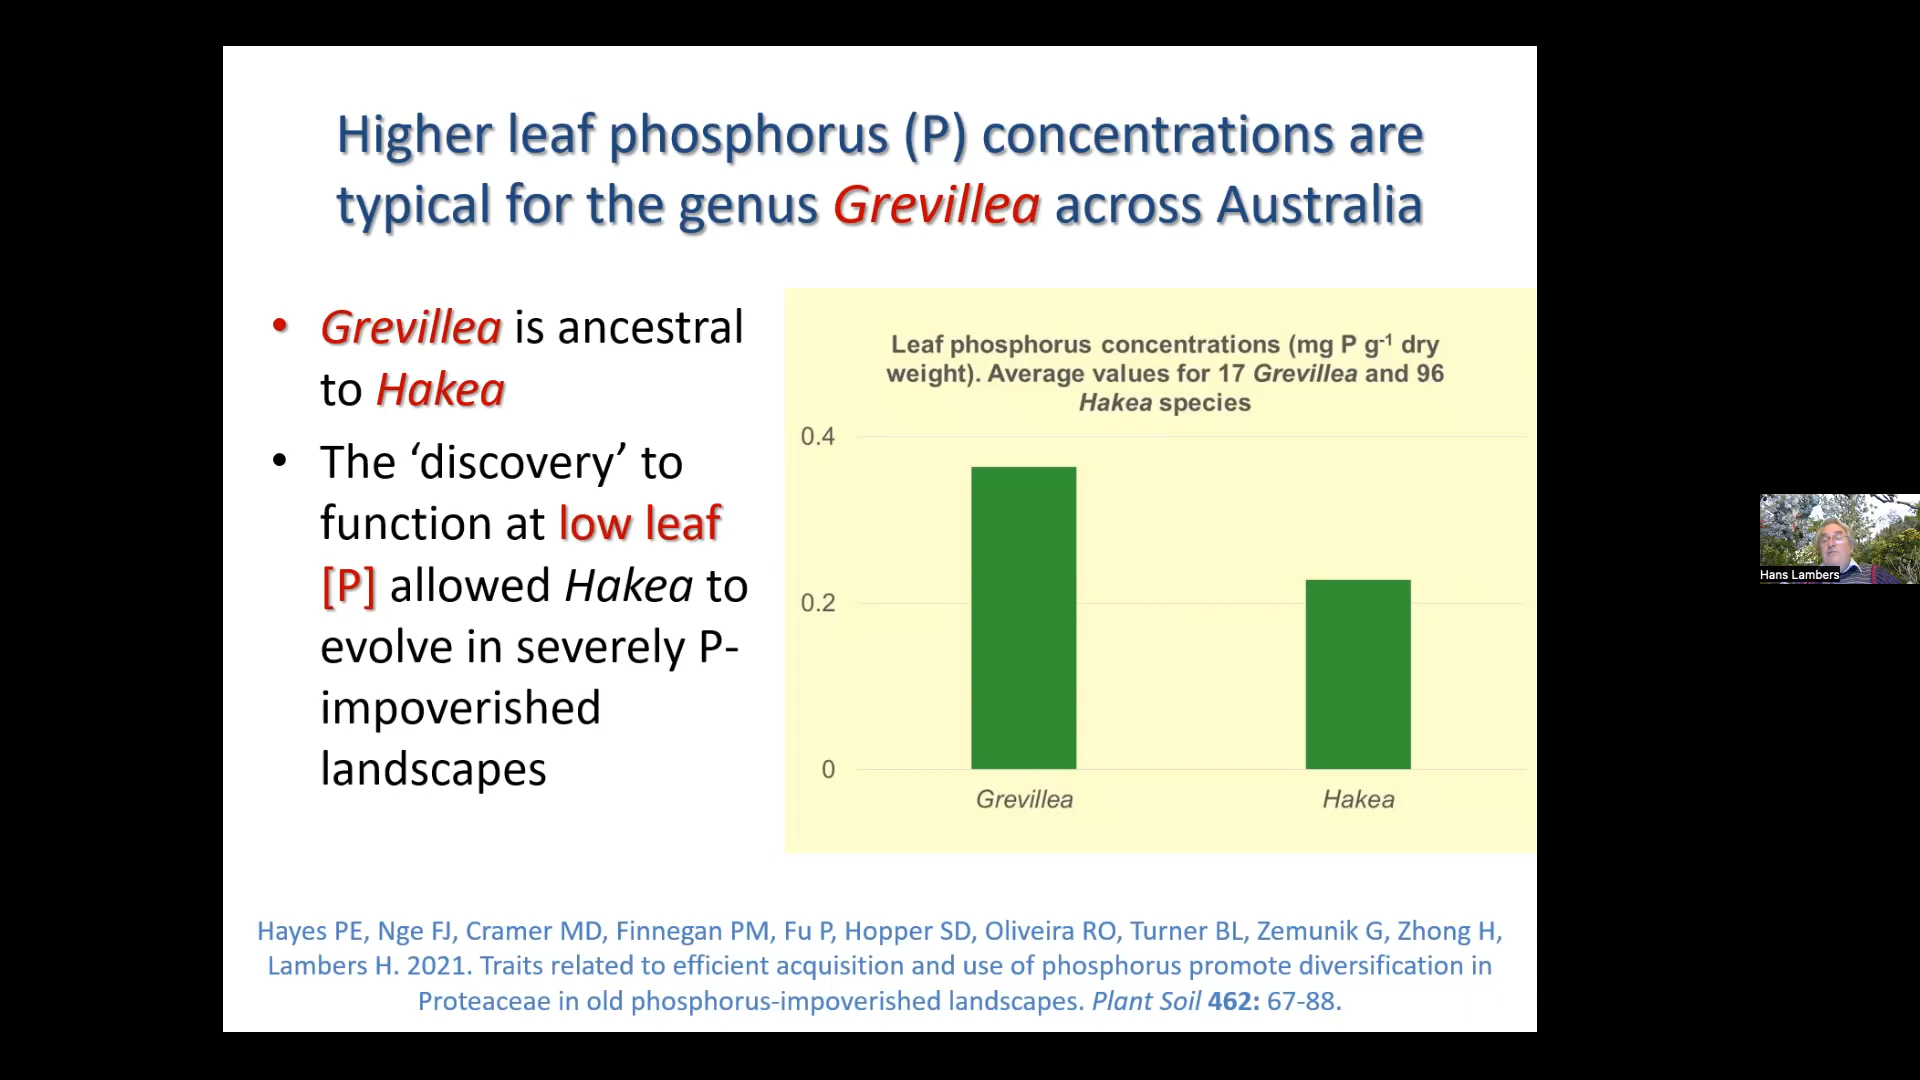 Higher leaf phosphorus (P) concentrations are
typical for the genus Grevillea across Australia
• Grevillea is ancestral
to Hakea
• The ‘discovery’ to
function at low leaf
[P] allowed Hakea to
evolve in severely P-
impoverished
landscapes
Leaf phosphorus concentrations (mg P g⁻¹ dry
weight). Average values for 17 Grevillea and 96
Hakea species
0.4
0.2
0
Grevillea
Hakea
Hayes PE, Nge FJ, Cramer MD, Finnegan PM, Fu P, Hopper SD, Oliveira RO, Turner BL, Zemunik G, Zhong H,
Lambers H. 2021. Traits related to efficient acquisition and use of phosphorus promote diversification in
Proteaceae in old phosphorus-impoverished landscapes. Plant Soil 462: 67-88.
Hans Lambers